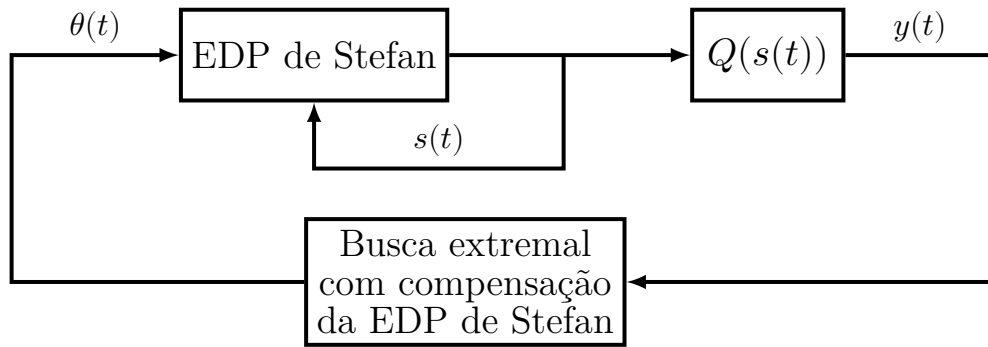 θ(t)
EDP de Stefan
Q(s(t))
y(t)
s(t)
Busca extremal
com compensação
da EDP de Stefan